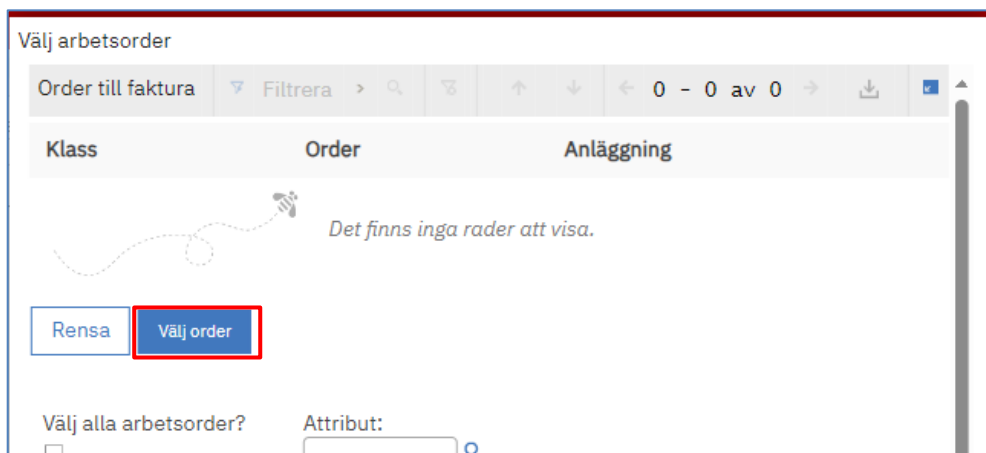 Välj arbetsorder
Order till faktura Filtrera 0 - 0 av 0
Klass Order Anläggning
Det finns inga rader att visa.
Rensa Välj order
Välj alla arbetsorder? Attribut: